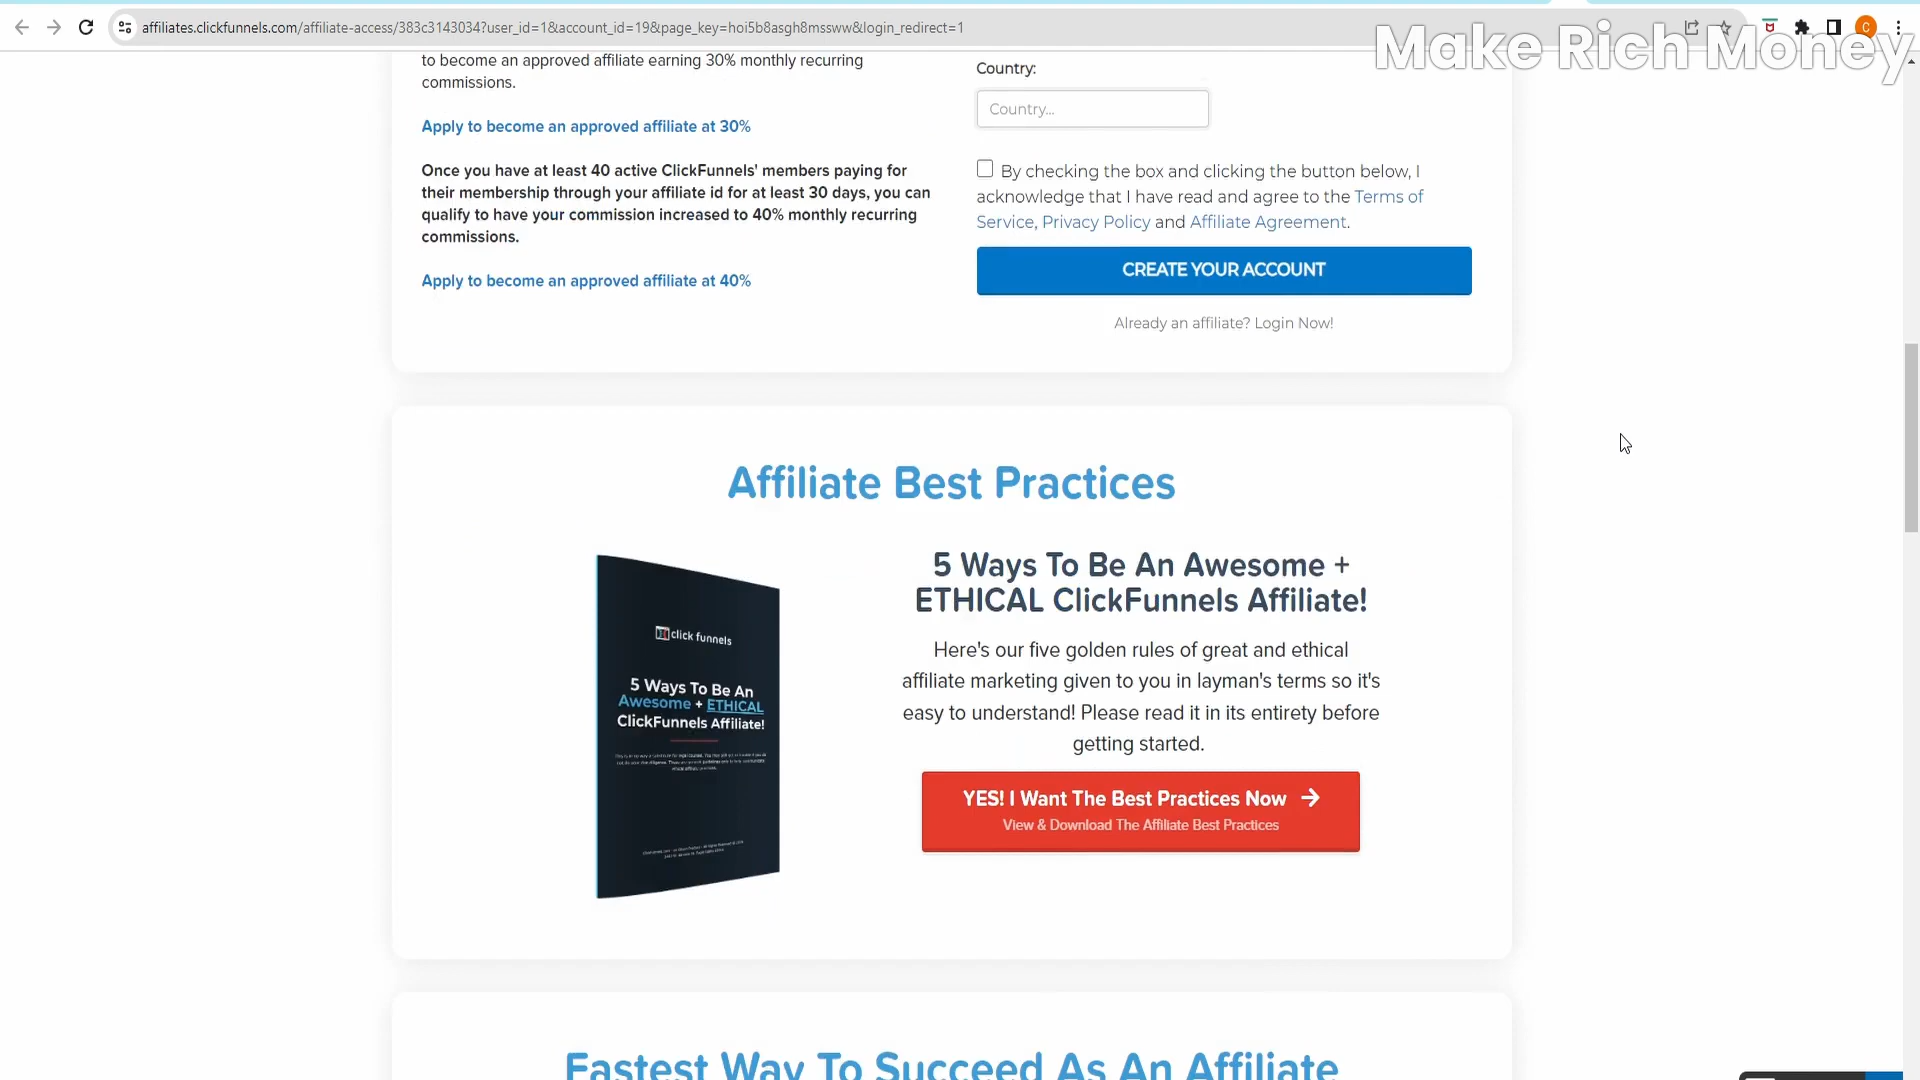 affiliates.clickfunnels.com/affiliate-access/383c3143034?user_id=1&account_id=19&page_key=hoi5b8asgh8mssww&login_redirect=1
C
Make Rich Money
to become an approved affiliate earning 30% monthly recurring
commissions.
Apply to become an approved affiliate at 30%
Once you have at least 40 active ClickFunnels' members paying for
their membership through your affiliate id for at least 30 days, you can
qualify to have your commission increased to 40% monthly recurring
commissions.
Apply to become an approved affiliate at 40%
Country:
Country...
By checking the box and clicking the button below, I
acknowledge that I have read and agree to the Terms of
Service, Privacy Policy and Affiliate Agreement.
CREATE YOUR ACCOUNT
Already an affiliate? Login Now!
Affiliate Best Practices
click funnels
5 Ways To Be An
Awesome + ETHICAL
ClickFunnels Affiliate!
5 Ways To Be An Awesome +
ETHICAL ClickFunnels Affiliate!
Here's our five golden rules of great and ethical
affiliate marketing given to you in layman's terms so it's
easy to understand! Please read it in its entirety before
getting started.
YES! I Want The Best Practices Now
View & Download The Affiliate Best Practices
Fastest Way To Succeed As An Affiliate